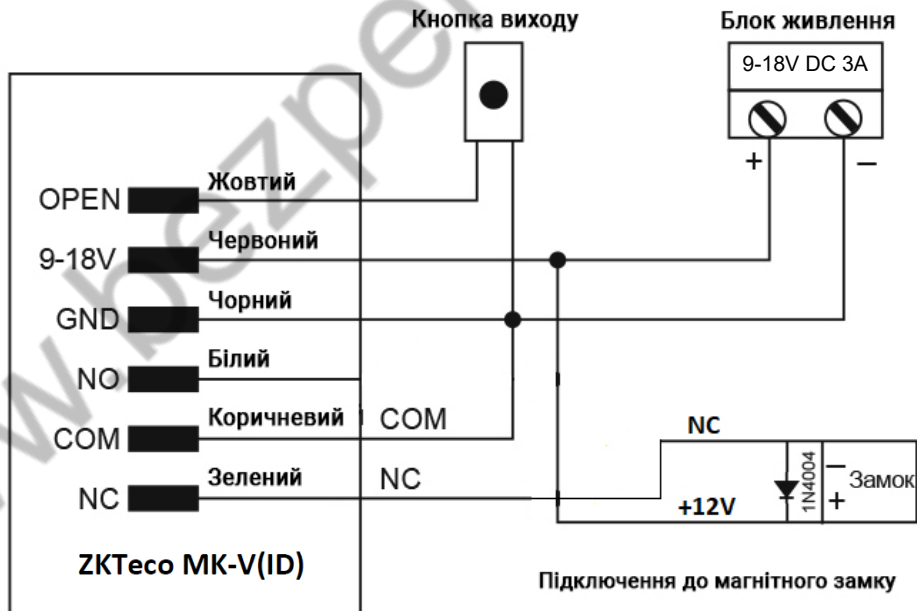 Кнопка виходу
Блок живлення
9-18V DC 3A
+ −
OPEN Жовтий
9-18V Червоний
GND Чорний
NO Білий
COM Коричневий COM
NC Зелений NC
NC
1N4004
−
+
Замок
+12V
ZKTeco MK-V(ID)
Підключення до магнітного замку
w.bezpe